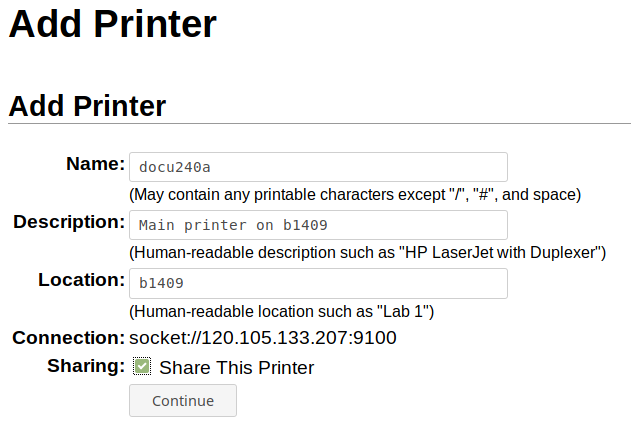 Add Printer
Add Printer
Name: docu240a
(May contain any printable characters except "/", "#", and space)
Description: Main printer on b1409
(Human-readable description such as "HP LaserJet with Duplexer")
Location: b1409
(Human-readable location such as "Lab 1")
Connection: socket://120.105.133.207:9100
Sharing: Share This Printer
Continue